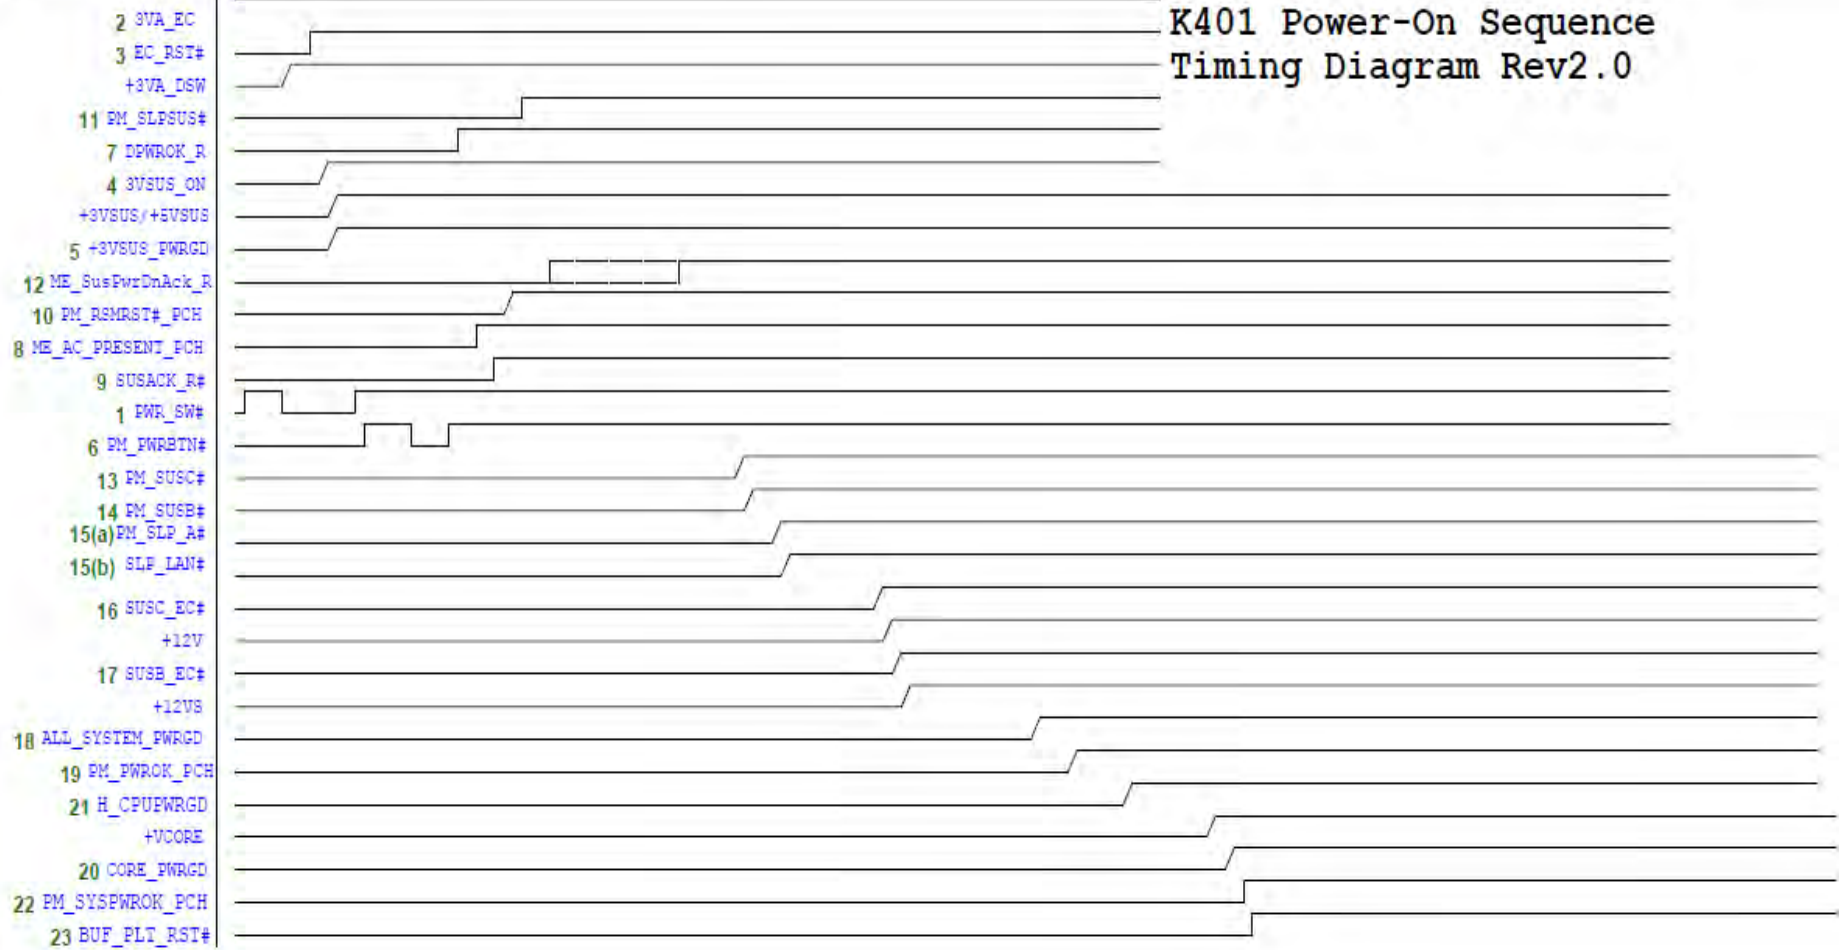 K401 Power-On Sequence
Timing Diagram Rev2.0
2 3VA_EC
3 EC_RST#
+3VA_DSW
11 PM_SLPSUS#
7 DPWROK_R
4 3VSUS_ON
+3VSUS/+5VSUS
5 +3VSUS_PWRGD
12 ME_SusPwrDnAck_R
10 PM_RSMRST#_PCH
8 ME_AC_PRESENT_PCH
9 SUSACK_R#
1 PWR_SW#
6 PM_PWRBTN#
13 PM_SUSC#
14 PM_SUSB#
15(a) PM_SLP_A#
15(b) SLP_LAN#
16 SUSC_EC#
+12V
17 SUSB_EC#
+12VS
18 ALL_SYSTEM_PWRGD
19 PM_PWROK_PCH
21 H_CPUPWRGD
+VCORE
20 CORE_PWRGD
22 PM_SYSPWROK_PCH
23 BUF_PLT_RST#